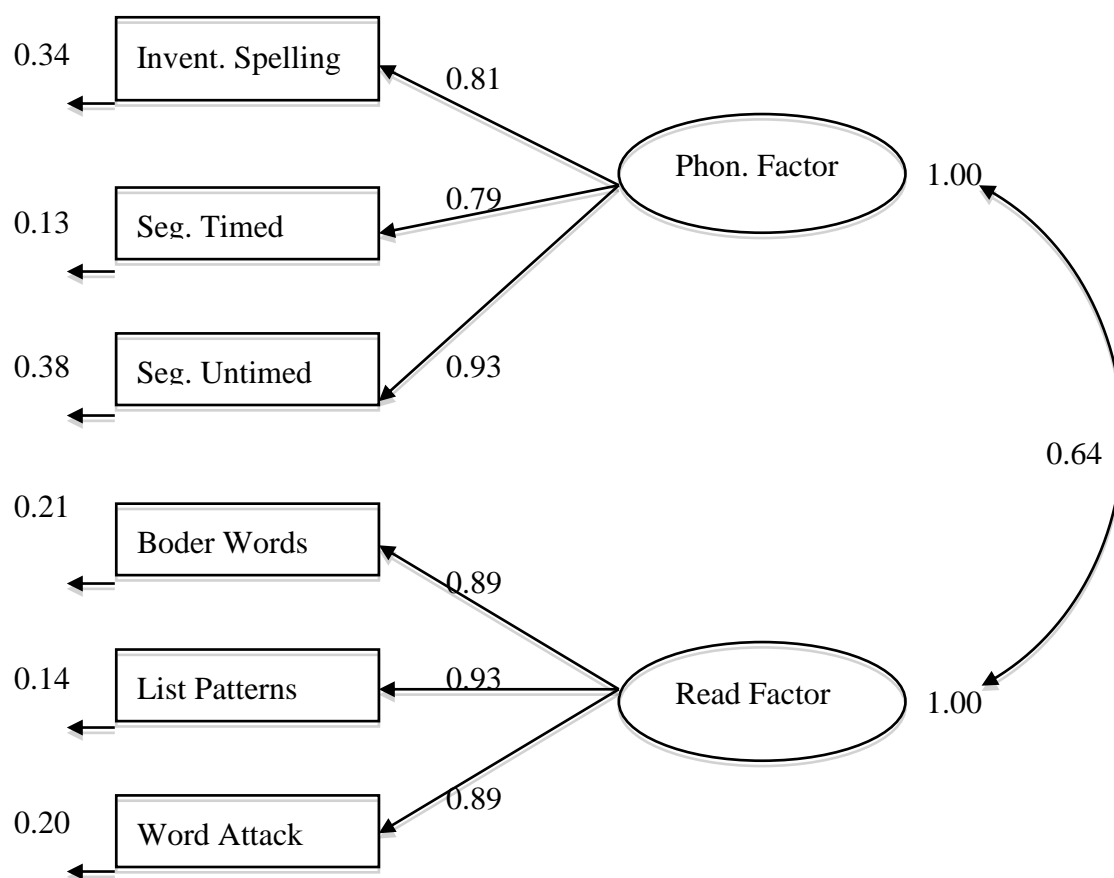 0.34
Invent. Spelling
0.81
Phon. Factor
1.00
0.13
Seg. Timed
0.79
0.38
Seg. Untimed
0.93
0.64
0.21
Boder Words
0.89
0.14
List Patterns
0.93
Read Factor
1.00
0.20
Word Attack
0.89